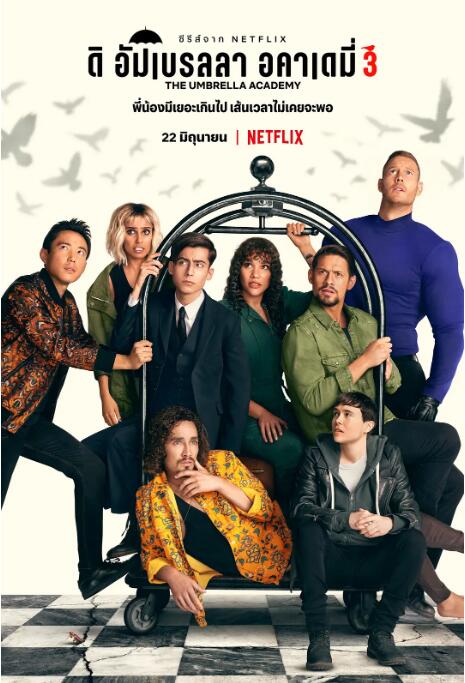 ซีรีส์จาก NETFLIX
ดิ อัมเบรลลา อคาเดมี่ 3
THE UMBRELLA ACADEMY
พี่น้องมีเยอะเกินไป เส้นเวลาไม่เคยจะพอ
22 มิถุนายน | NETFLIX